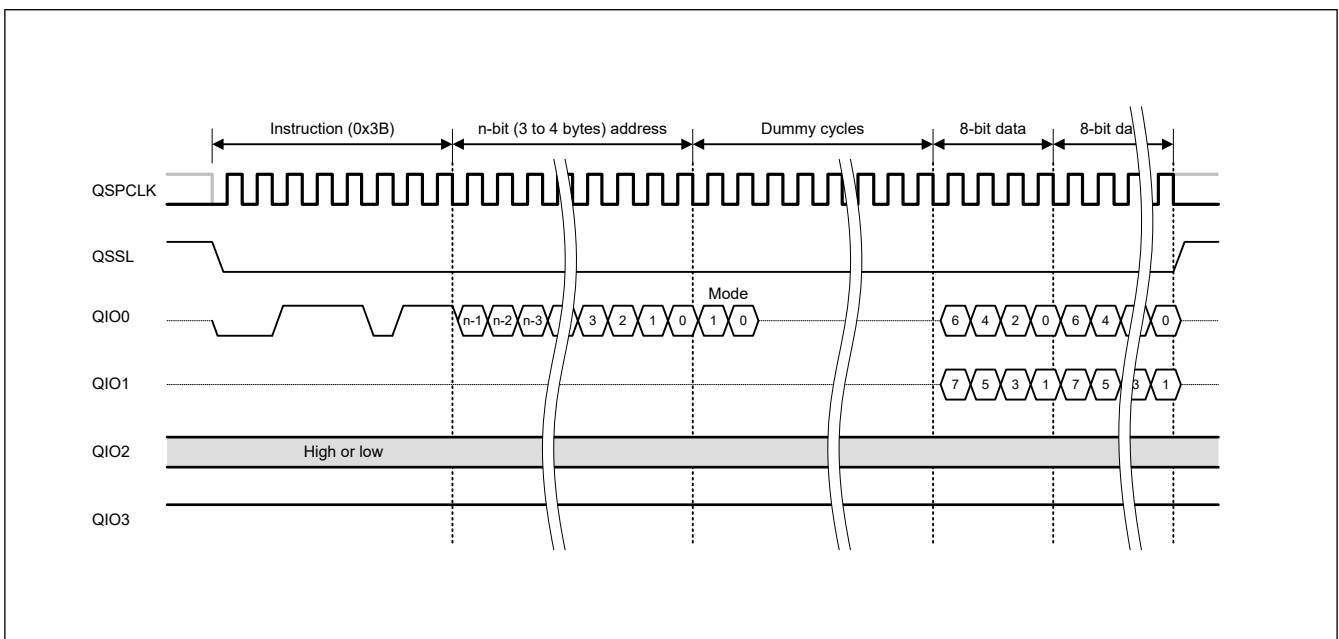 Instruction (0x3B) n-bit (3 to 4 bytes) address Dummy cycles 8-bit data 8-bit da
QSPCLK
QSSL
Mode
QIO0 n-1 n-2 n-3 3 2 1 0 1 0 6 4 2 0 6 4 0
QIO1 7 5 3 1 7 5 3 1
QIO2 High or low
QIO3